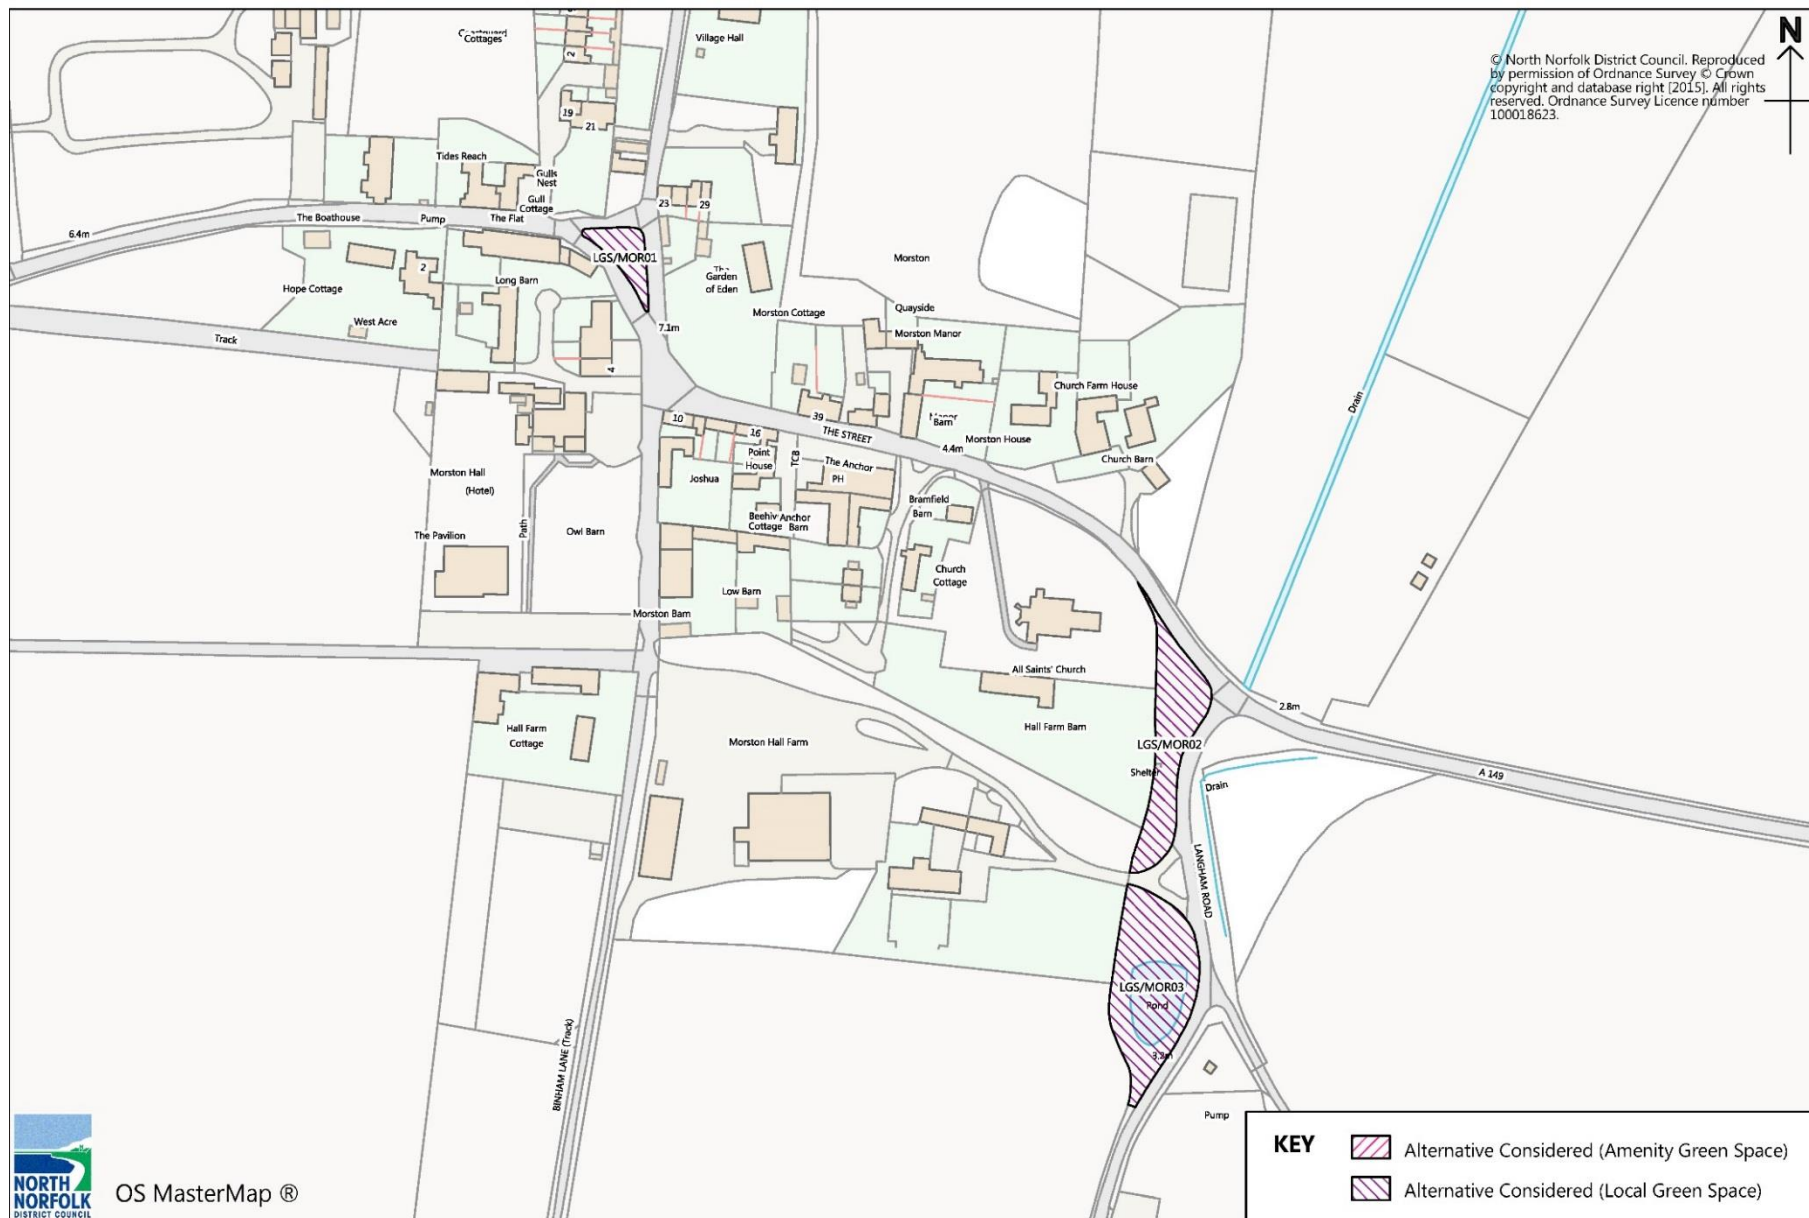 Cottages
Village Hall
N
© North Norfolk District Council. Reproduced
by permission of Ordnance Survey © Crown
copyright and database right [2015]. All rights
reserved. Ordnance Survey Licence number
100018623.
2
19
21
Tides Reach
Gulls
Nest
Gull
Cottage
The Boathouse
Pump
The Flat
23
29
6.4m
LGS/MOR01
2
Long Barn
Hope Cottage
West Acre
The
Garden
of Eden
Morston
Morston Cottage
Quayside
Morston Manor
7.1m
Track
4
Drain
Church Farm House
10
16
39
THE STREET
Barn
Morston House
4.4m
Church Barn
Point
House
TCB
The Anchor
PH
Joshua
Morston Hall
(Hotel)
Bramfield
Barn
Anchor
Cottage
Barn
The Pavilion
Path
Owl Barn
Church
Cottage
Low Barn
Morston Barn
All Saints' Church
2.8m
Hall Farm
Cottage
Morston Hall Farm
Hall Farm Barn
LGS/MOR02
Shelter
Drain
A 149
LANGHAM ROAD
LGS/MOR03
Pond
BINHAM LANE (Track)
Pump
KEY
Alternative Considered (Amenity Green Space)
Alternative Considered (Local Green Space)
NORTH
NORFOLK
DISTRICT COUNCIL
OS MasterMap ®